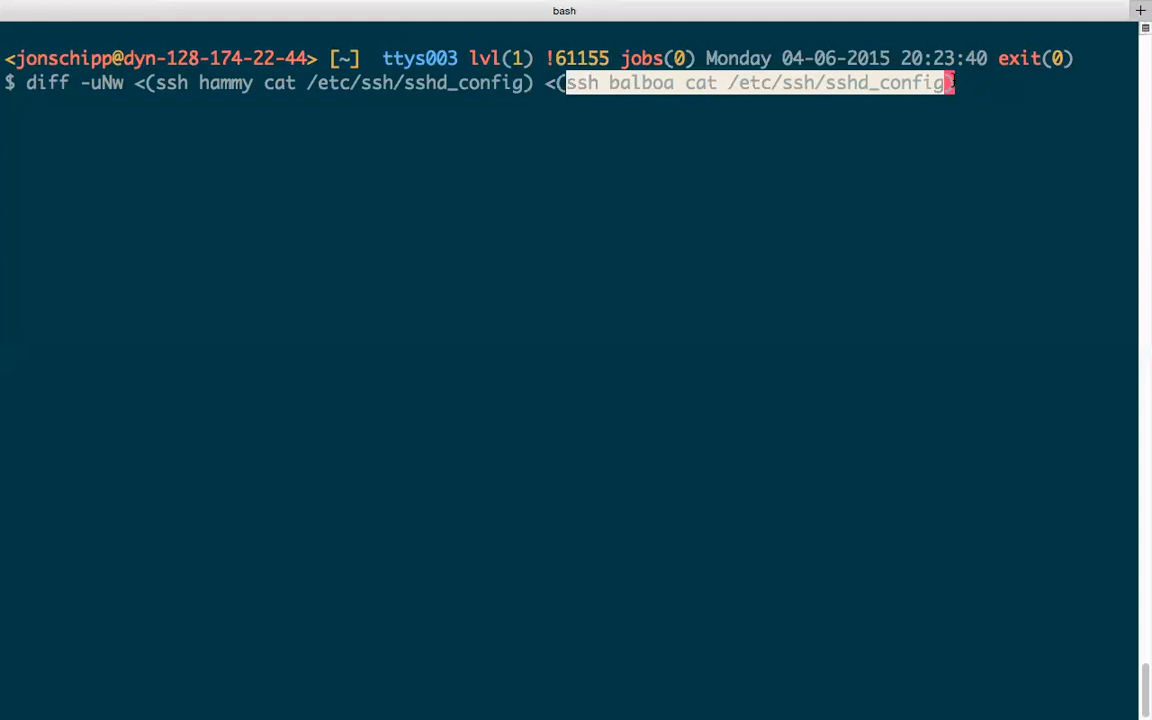 bash
<jonschipp@dyn-128-174-22-44> [~] ttys003 lvl(1) !61155 jobs(0) Monday 04-06-2015 20:23:40 exit(0)
$ diff -uNw <(ssh hammy cat /etc/ssh/sshd_config) <(ssh balboa cat /etc/ssh/sshd_config)